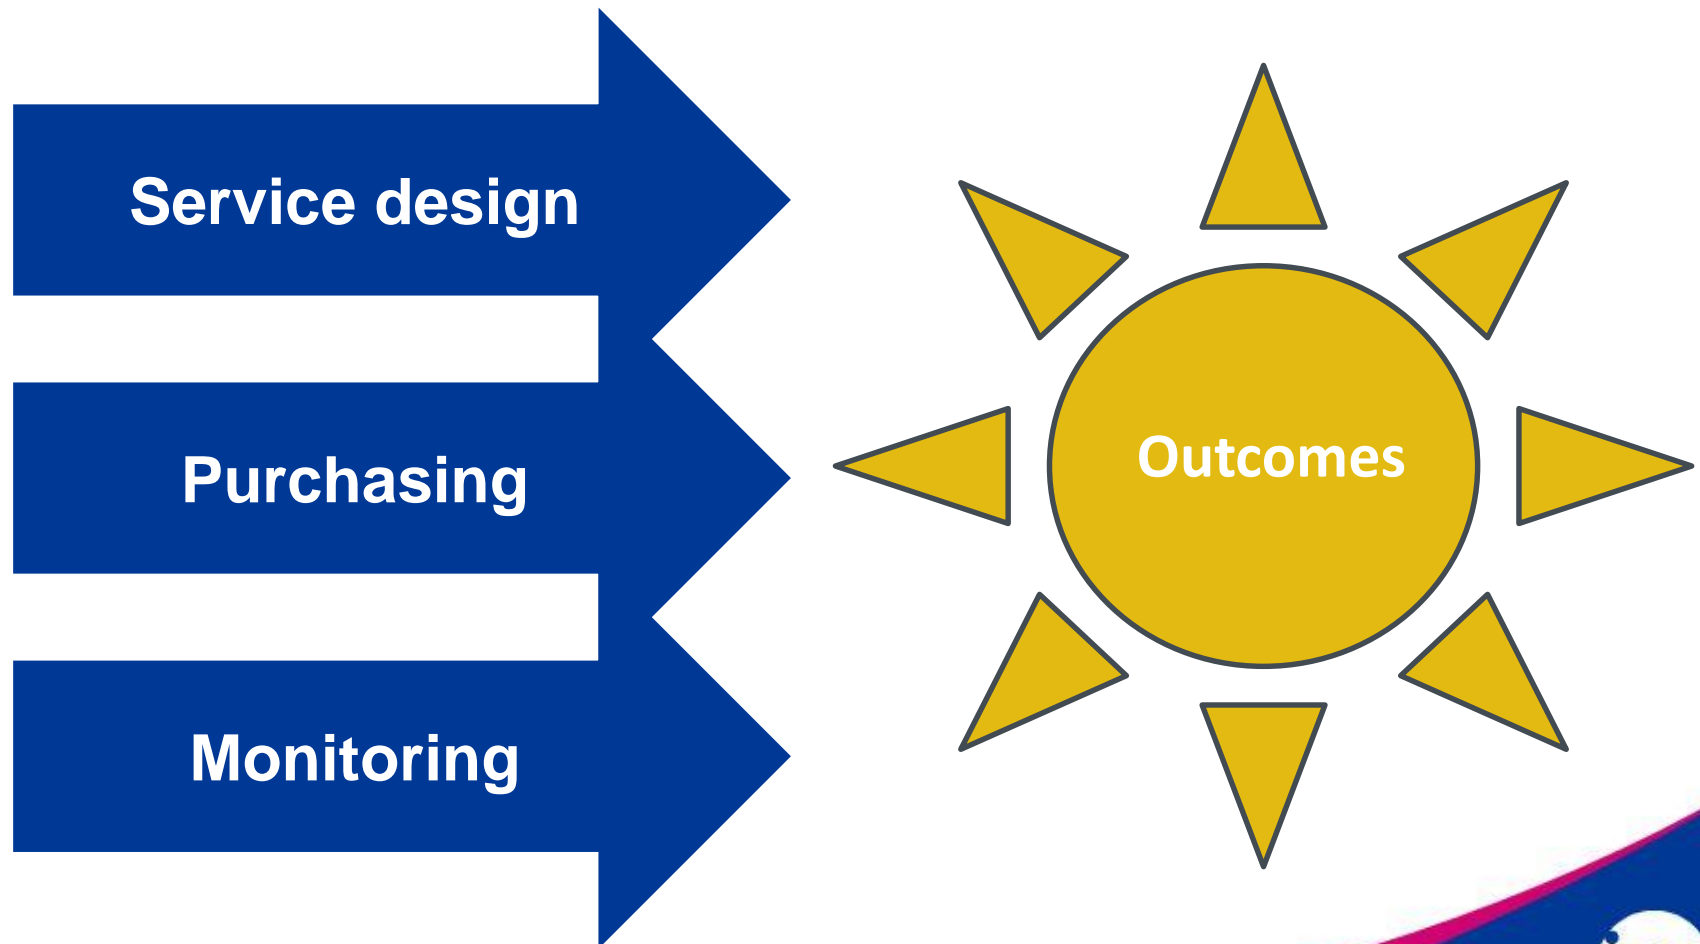 Service design
Purchasing
Outcomes
Monitoring